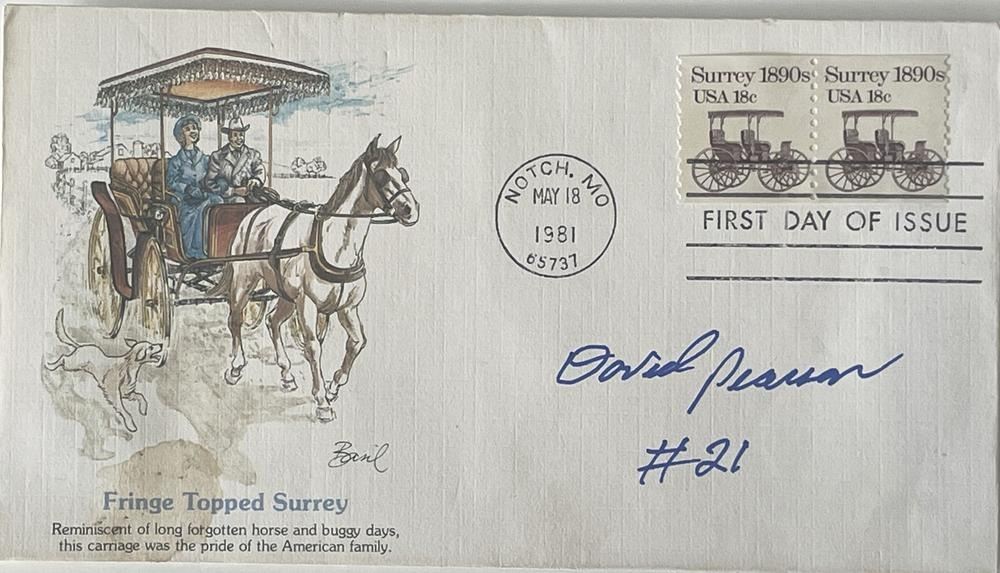 Surrey 1890s
USA 18c
Surrey 1890s
USA 18c
NOTCH, MO
MAY 18
1981
65737
FIRST DAY OF ISSUE
David Pearson
#21
Basil
Fringe Topped Surrey
Reminiscent of long forgotten horse and buggy days,
this carriage was the pride of the American family.